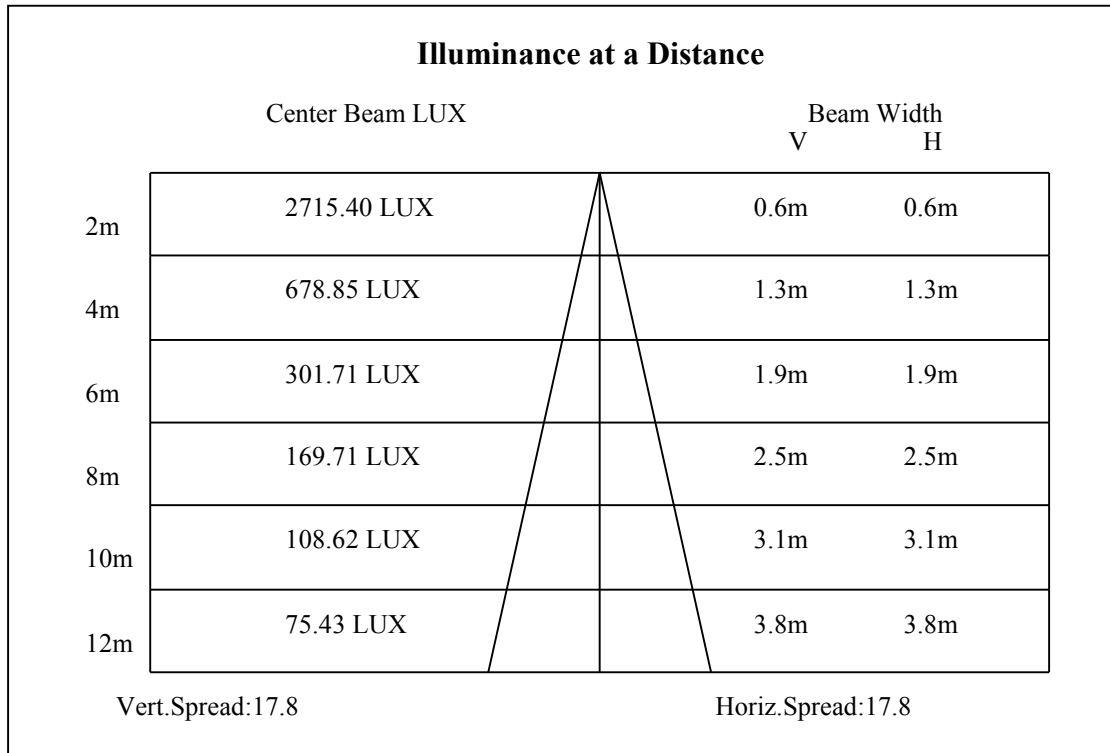 Illuminance at a Distance
Center Beam LUX Beam Width
V H
2m 2715.40 LUX 0.6m 0.6m
4m 678.85 LUX 1.3m 1.3m
6m 301.71 LUX 1.9m 1.9m
8m 169.71 LUX 2.5m 2.5m
10m 108.62 LUX 3.1m 3.1m
12m 75.43 LUX 3.8m 3.8m
Vert.Spread:17.8 Horiz.Spread:17.8